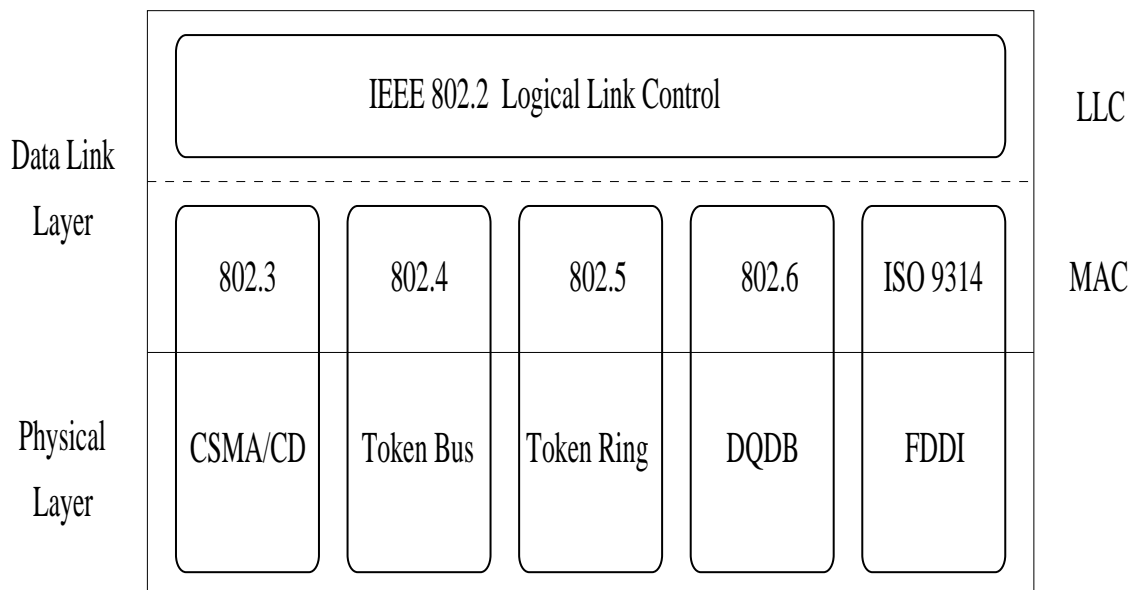 IEEE 802.2 Logical Link Control
LLC
Data Link
Layer
802.3
802.4
802.5
802.6
ISO 9314
MAC
Physical
Layer
CSMA/CD
Token Bus
Token Ring
DQDB
FDDI